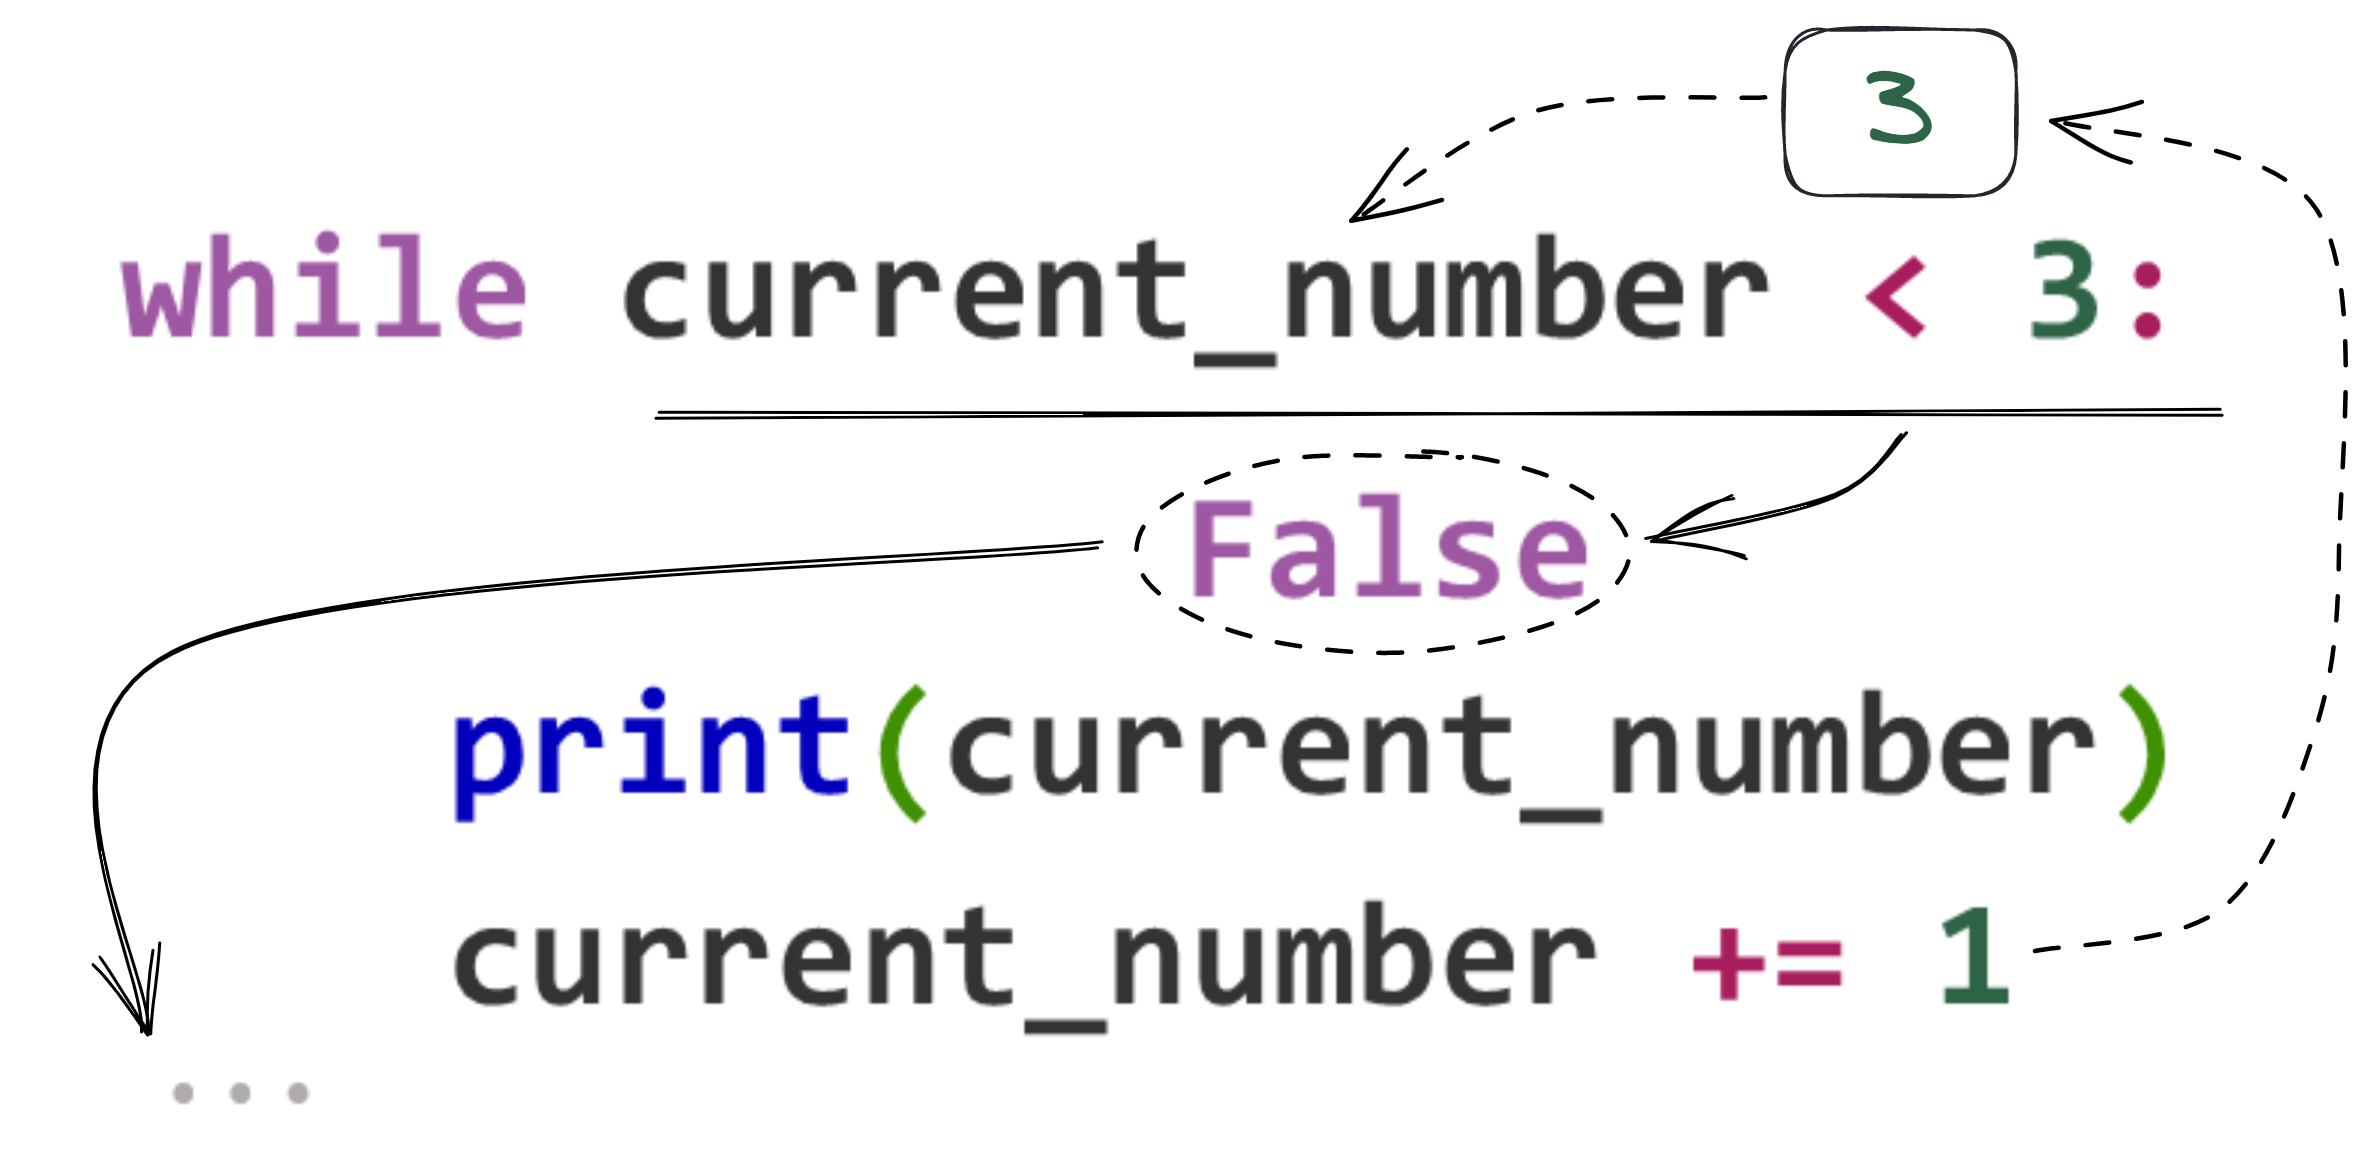 3
while current_number < 3:
False
print(current_number)
current_number += 1
...